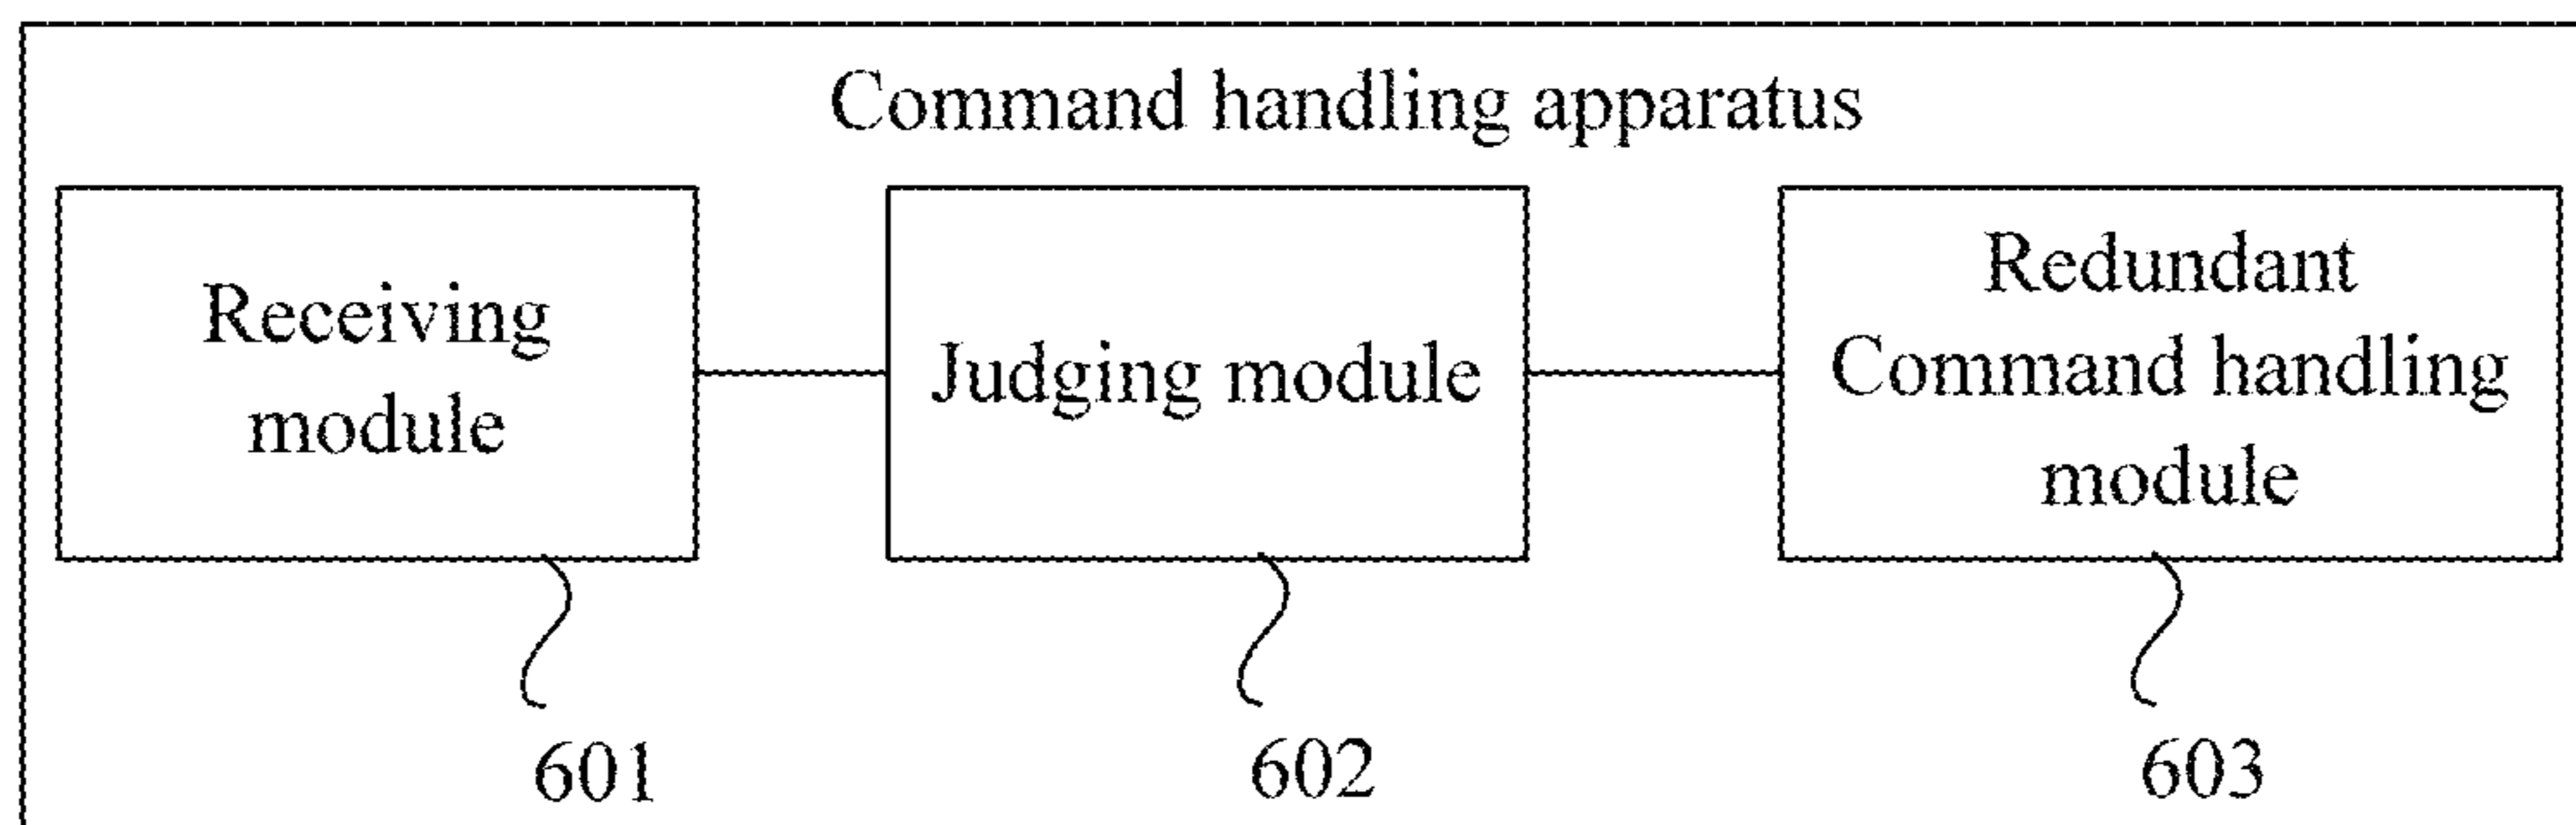 Command handling apparatus
Receiving
module
Judging module
Redundant
Command handling
module
601
602
603